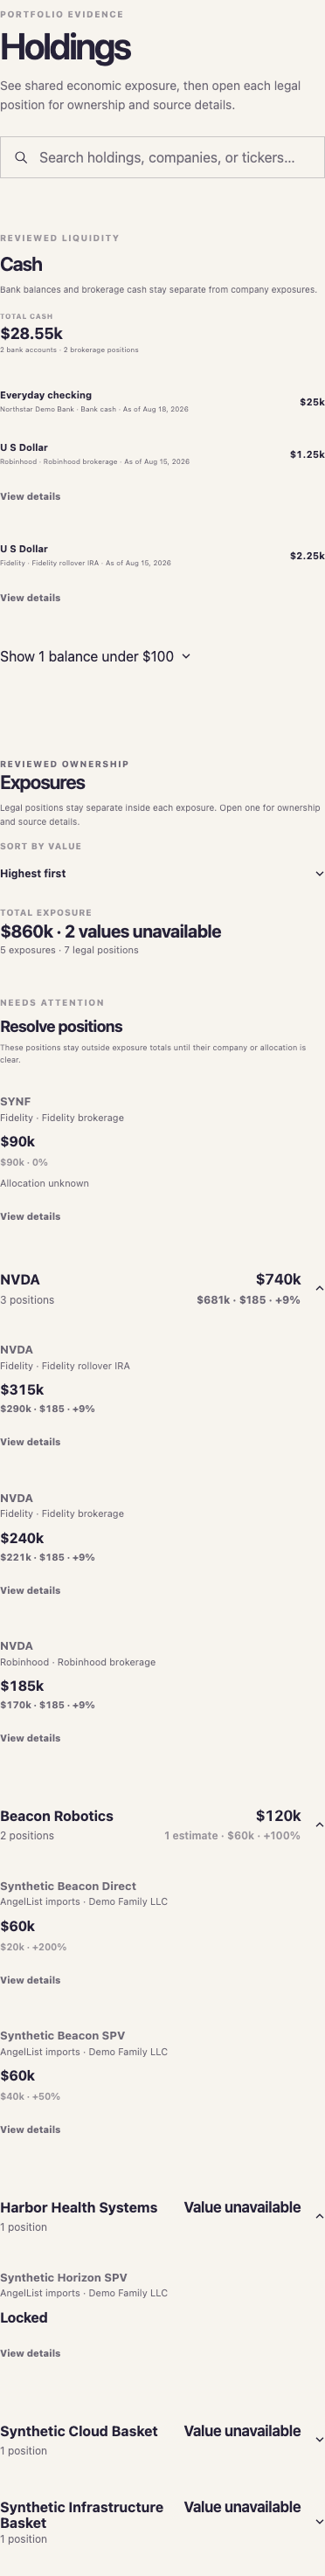 PORTFOLIO EVIDENCE
Holdings
See shared economic exposure, then open each legal
position for ownership and source details.
Search holdings, companies, or tickers...
REVIEWED LIQUIDITY
Cash
Bank balances and brokerage cash stay separate from company exposures.
TOTAL CASH
$28.55k
2 bank accounts · 2 brokerage positions
Everyday checking
$25k
Northstar Demo Bank · Bank cash · As of Aug 18, 2026
U S Dollar
$1.25k
Robinhood · Robinhood brokerage · As of Aug 15, 2026
View details
U S Dollar
$2.25k
Fidelity · Fidelity rollover IRA · As of Aug 15, 2026
View details
Show 1 balance under $100
REVIEWED OWNERSHIP
Exposures
Legal positions stay separate inside each exposure. Open one for ownership
and source details.
SORT BY VALUE
Highest first
TOTAL EXPOSURE
$860k · 2 values unavailable
5 exposures · 7 legal positions
NEEDS ATTENTION
Resolve positions
These positions stay outside exposure totals until their company or allocation is
clear.
SYNF
Fidelity · Fidelity brokerage
$90k
$90k · 0%
Allocation unknown
View details
NVDA $740k
3 positions $681k · $185 · +9%
NVDA
Fidelity · Fidelity rollover IRA
$315k
$290k · $185 · +9%
View details
NVDA
Fidelity · Fidelity brokerage
$240k
$221k · $185 · +9%
View details
NVDA
Robinhood · Robinhood brokerage
$185k
$170k · $185 · +9%
View details
Beacon Robotics $120k
2 positions 1 estimate · $60k · +100%
Synthetic Beacon Direct
AngelList imports · Demo Family LLC
$60k
$20k · +200%
View details
Synthetic Beacon SPV
AngelList imports · Demo Family LLC
$60k
$40k · +50%
View details
Harbor Health Systems Value unavailable
1 position
Synthetic Horizon SPV
AngelList imports · Demo Family LLC
Locked
View details
Synthetic Cloud Basket Value unavailable
1 position
Synthetic Infrastructure Value unavailable
Basket
1 position